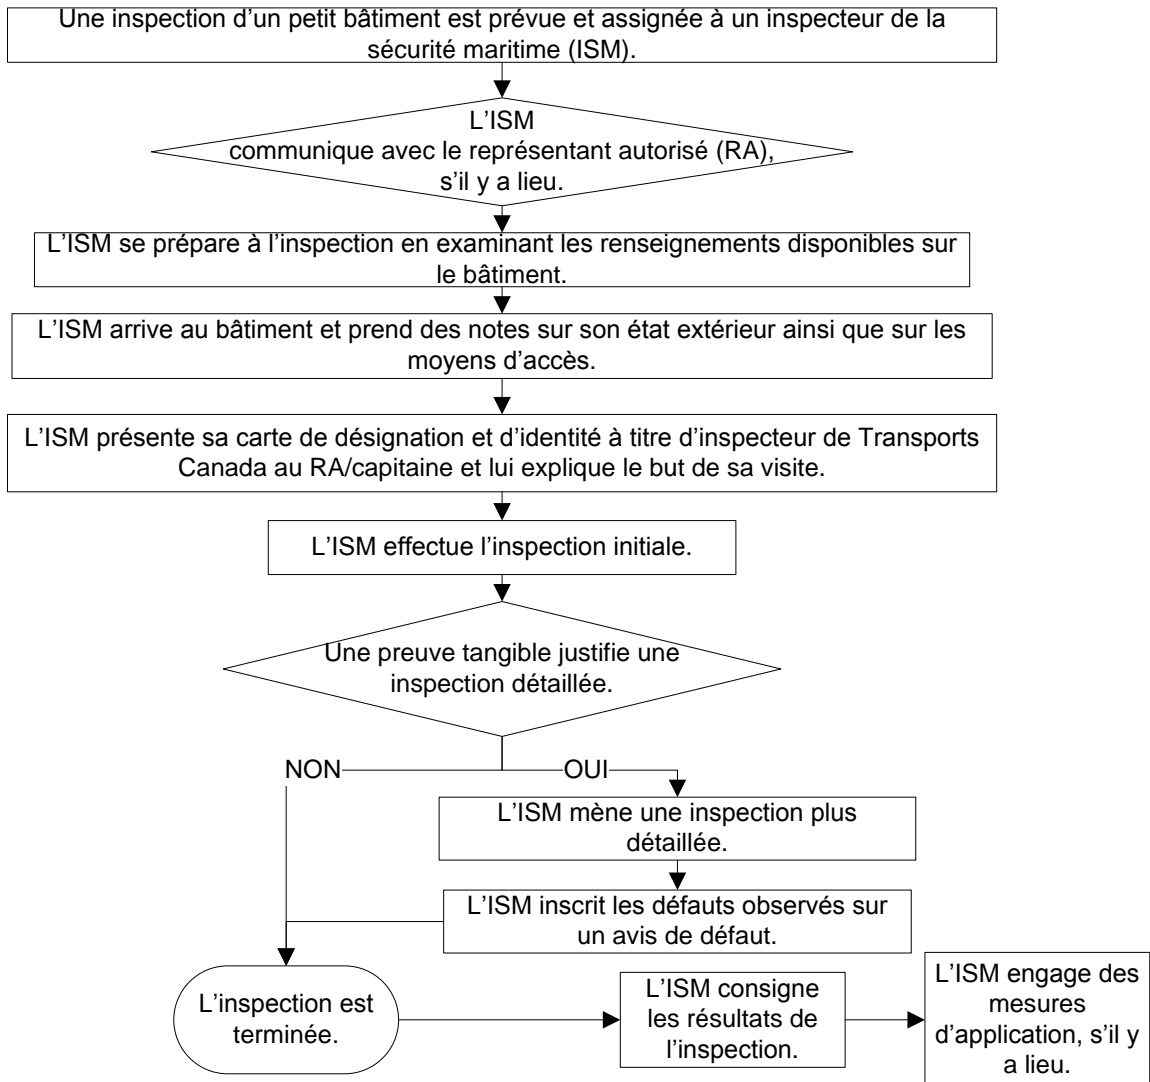 Une inspection d'un petit bâtiment est prévue et assignée à un inspecteur de la
sécurité maritime (ISM).
L'ISM
communique avec le représentant autorisé (RA),
s'il y a lieu.
L'ISM se prépare à l'inspection en examinant les renseignements disponibles sur
le bâtiment.
L'ISM arrive au bâtiment et prend des notes sur son état extérieur ainsi que sur les
moyens d'accès.
L'ISM présente sa carte de désignation et d'identité à titre d'inspecteur de Transports
Canada au RA/capitaine et lui explique le but de sa visite.
L'ISM effectue l'inspection initiale.
Une preuve tangible justifie une
inspection détaillée.
NON
OUI
L'ISM mène une inspection plus
détaillée.
L'ISM inscrit les défauts observés sur
un avis de défaut.
L'inspection est
terminée.
L'ISM consigne
les résultats de
l'inspection.
L'ISM engage des
mesures
d'application, s'il y
a lieu.